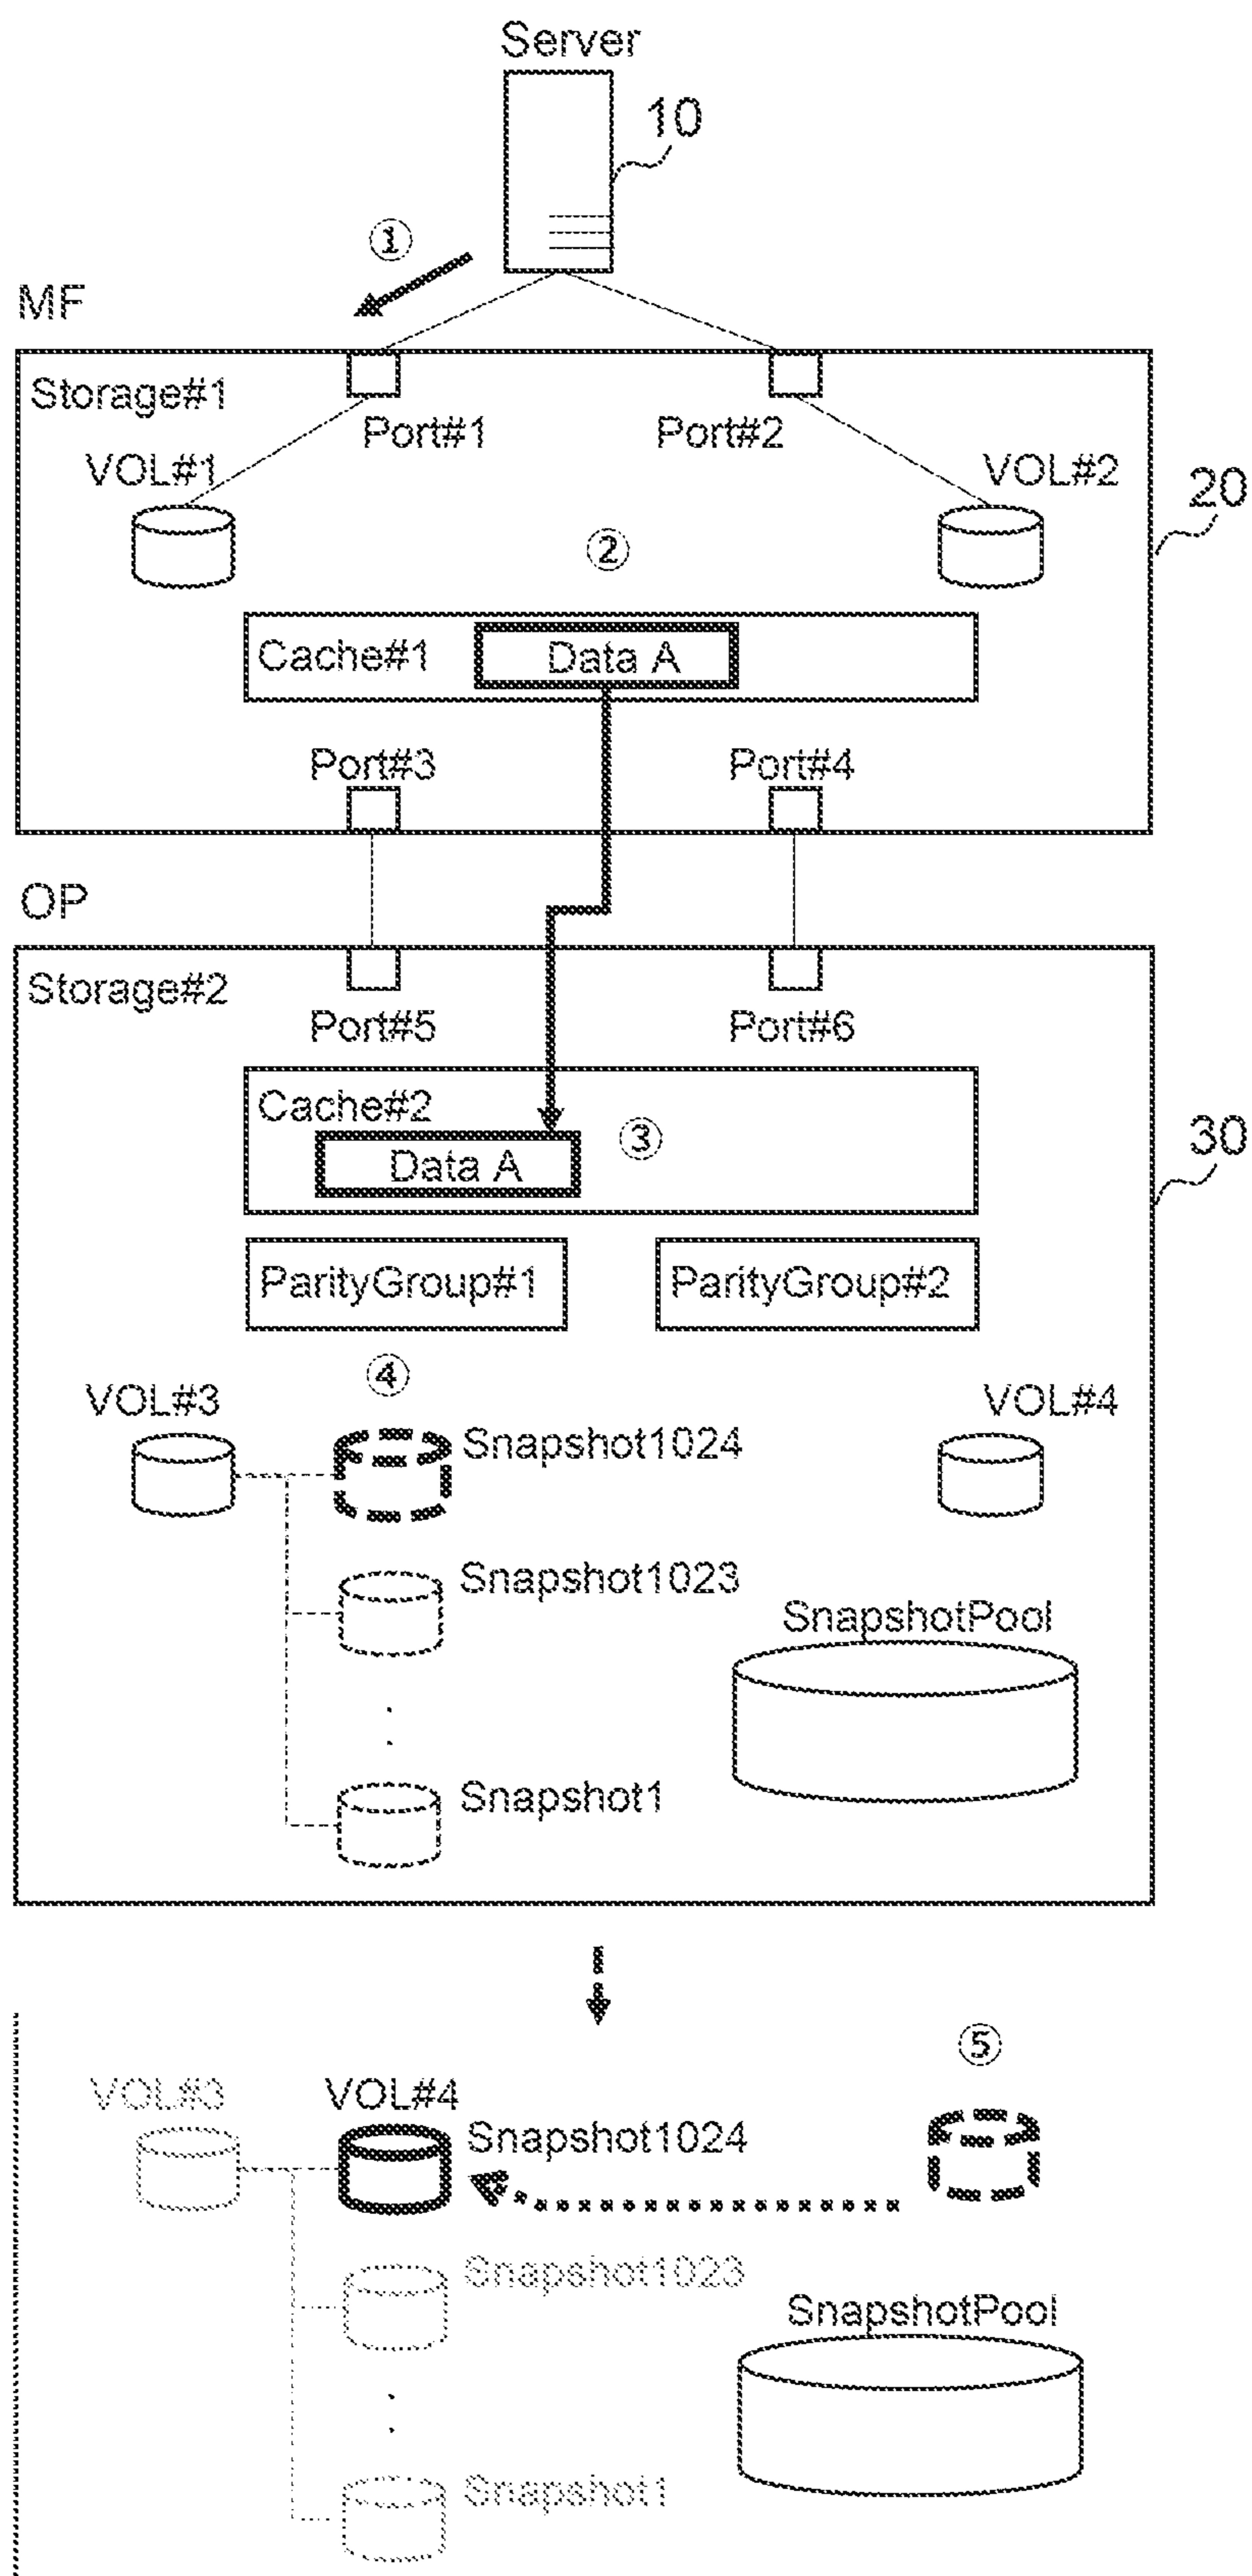 Server
10
①
MF
Storage#1
Port#1
Port#2
VOL#1
VOL#2
20
②
Cache#1
Data A
Port#3
Port#4
OP
Storage#2
Port#5
Port#6
Cache#2
③
Data A
30
ParityGroup#1
ParityGroup#2
④
VOL#3
VOL#4
Snapshot1024
Snapshot1023
SnapshotPool
Snapshot1
⑤
VOL#3
VOL#4
Snapshot1024
Snapshot1023
SnapshotPool
Snapshot1